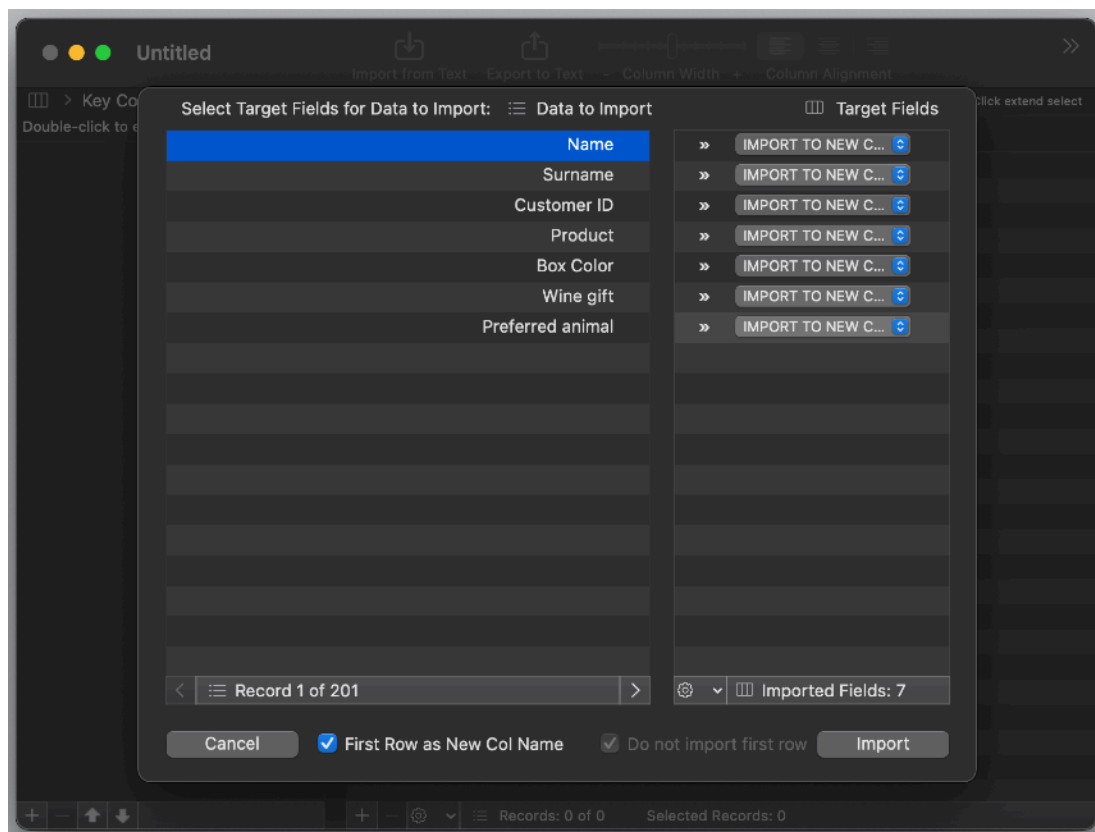 Untitled
Import from Text Export to Text - Column Width + Column Alignment
Key Co
Click extend select
Double-click to e
Select Target Fields for Data to Import: Data to Import Target Fields
Name » IMPORT TO NEW C...
Surname » IMPORT TO NEW C...
Customer ID » IMPORT TO NEW C...
Product » IMPORT TO NEW C...
Box Color » IMPORT TO NEW C...
Wine gift » IMPORT TO NEW C...
Preferred animal » IMPORT TO NEW C...
Record 1 of 201 Imported Fields: 7
Cancel First Row as New Col Name Do not import first row Import
Records: 0 of 0 Selected Records: 0